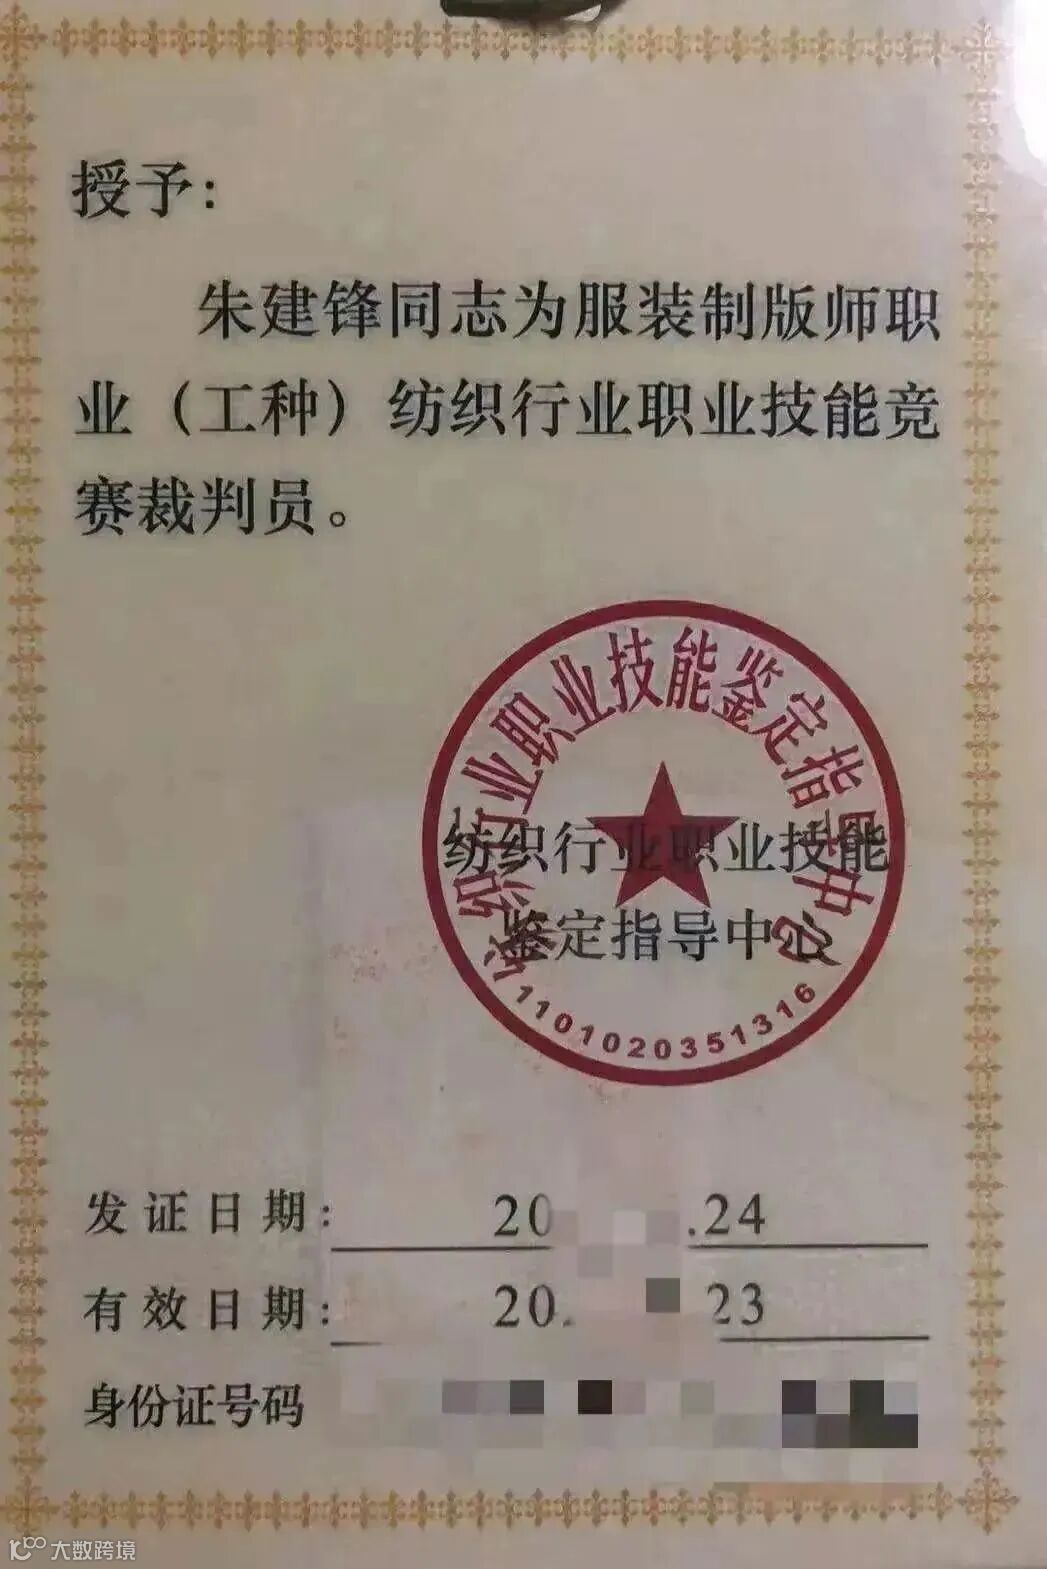 授予：
朱建锋同志为服装制版师职
业（工种）纺织行业职业技能竞
赛裁判员。
纺织行业职业技能鉴定指导中心
纺织行业职业技能
鉴定指导中心
1101020351316
发证日期： 20 .24
有效日期： 20. 23
身份证号码
大数跨境